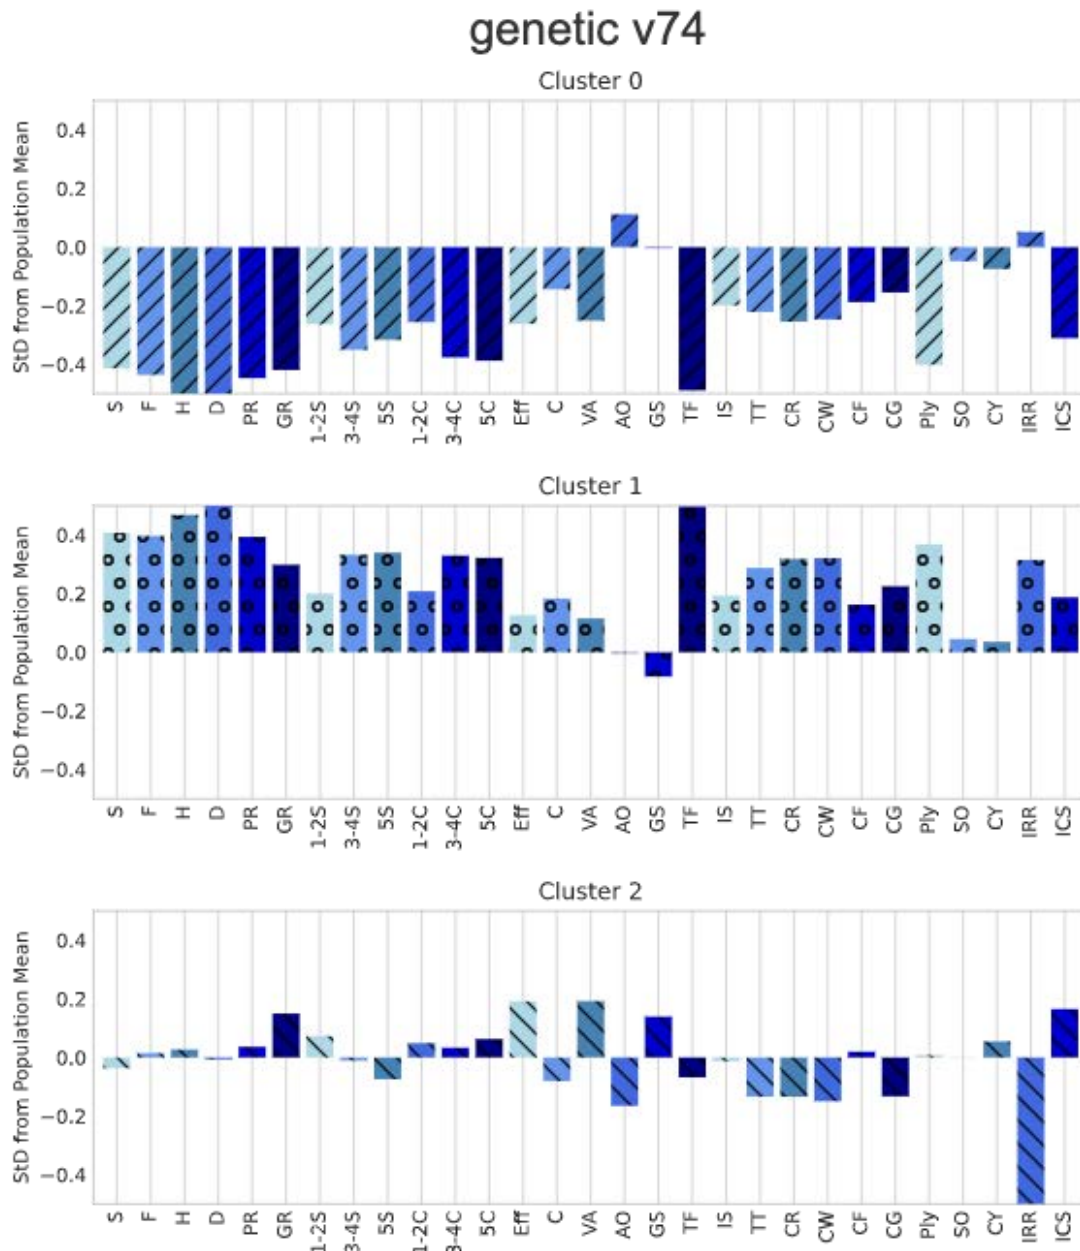 genetic v74
Cluster 0
StD from Population Mean
0.4
0.2
0.0
−0.2
−0.4
S F H D PR GR 1-2S 3-4S 5S 1-2C 3-4C 5C Eff C VA AO GS TF IS TT CR CW CF CG Ply SO CY IRR ICS
Cluster 1
StD from Population Mean
0.4
0.2
0.0
−0.2
−0.4
S F H D PR GR 1-2S 3-4S 5S 1-2C 3-4C 5C Eff C VA AO GS TF IS TT CR CW CF CG Ply SO CY IRR ICS
Cluster 2
StD from Population Mean
0.4
0.2
0.0
−0.2
−0.4
S F H D PR GR 1-2S 3-4S 5S 1-2C 3-4C 5C Eff C VA AO GS TF IS TT CR CW CF CG Ply SO CY IRR ICS